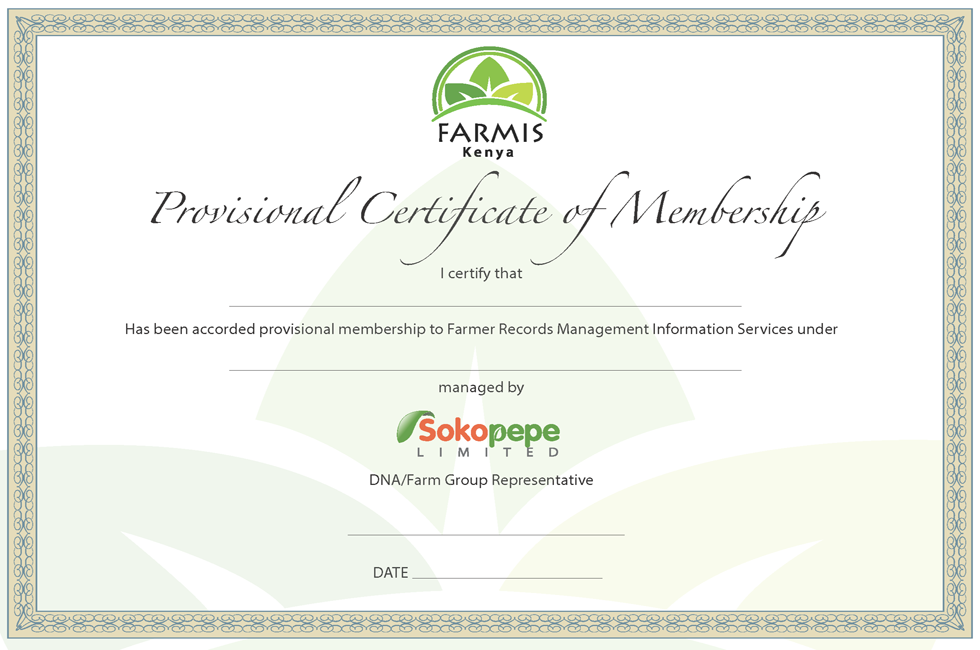 FARMIS
Kenya
Provisional Certificate of Membership
I certify that
Has been accorded provisional membership to Farmer Records Management Information Services under
managed by
Sokopepe
LIMITED
DNA/Farm Group Representative
DATE